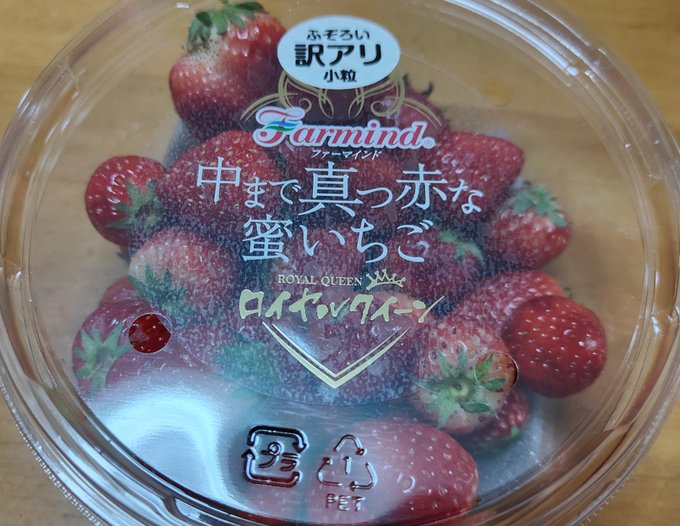 ふぞろい
訳アリ
小粒
Farmind®
ファーマインド
中まで真っ赤な
蜜いちご
ROYAL QUEEN
ロイヤルクイーン
プラ
1
PET